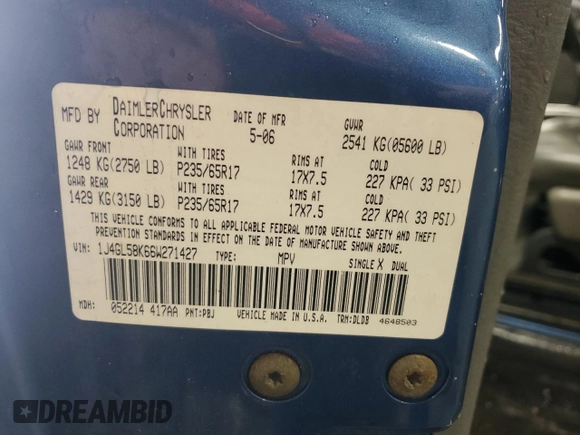 MFD BY DAIMLERCHRYSLER CORPORATION DATE OF MFR 5-06 GVWR 2541 KG(05600 LB)
GAWR FRONT WITH TIRES RIMS AT COLD
1248 KG(2750 LB) P235/65R17 17X7.5 227 KPA( 33 PSI)
GAWR REAR WITH TIRES RIMS AT COLD
1429 KG(3150 LB) P235/65R17 17X7.5 227 KPA( 33 PSI)
THIS VEHICLE CONFORMS TO ALL APPLICABLE FEDERAL MOTOR VEHICLE SAFETY AND THEFT
PREVENTION STANDARDS IN EFFECT ON THE DATE OF MANUFACTURE SHOWN ABOVE.
VIN: 1J4GL58K66W271427 TYPE: MPV SINGLE X DUAL
MDH: 052214 417AA PNT:PBJ VEHICLE MADE IN U.S.A. TRM:DLDB 4648503
DREAMBID